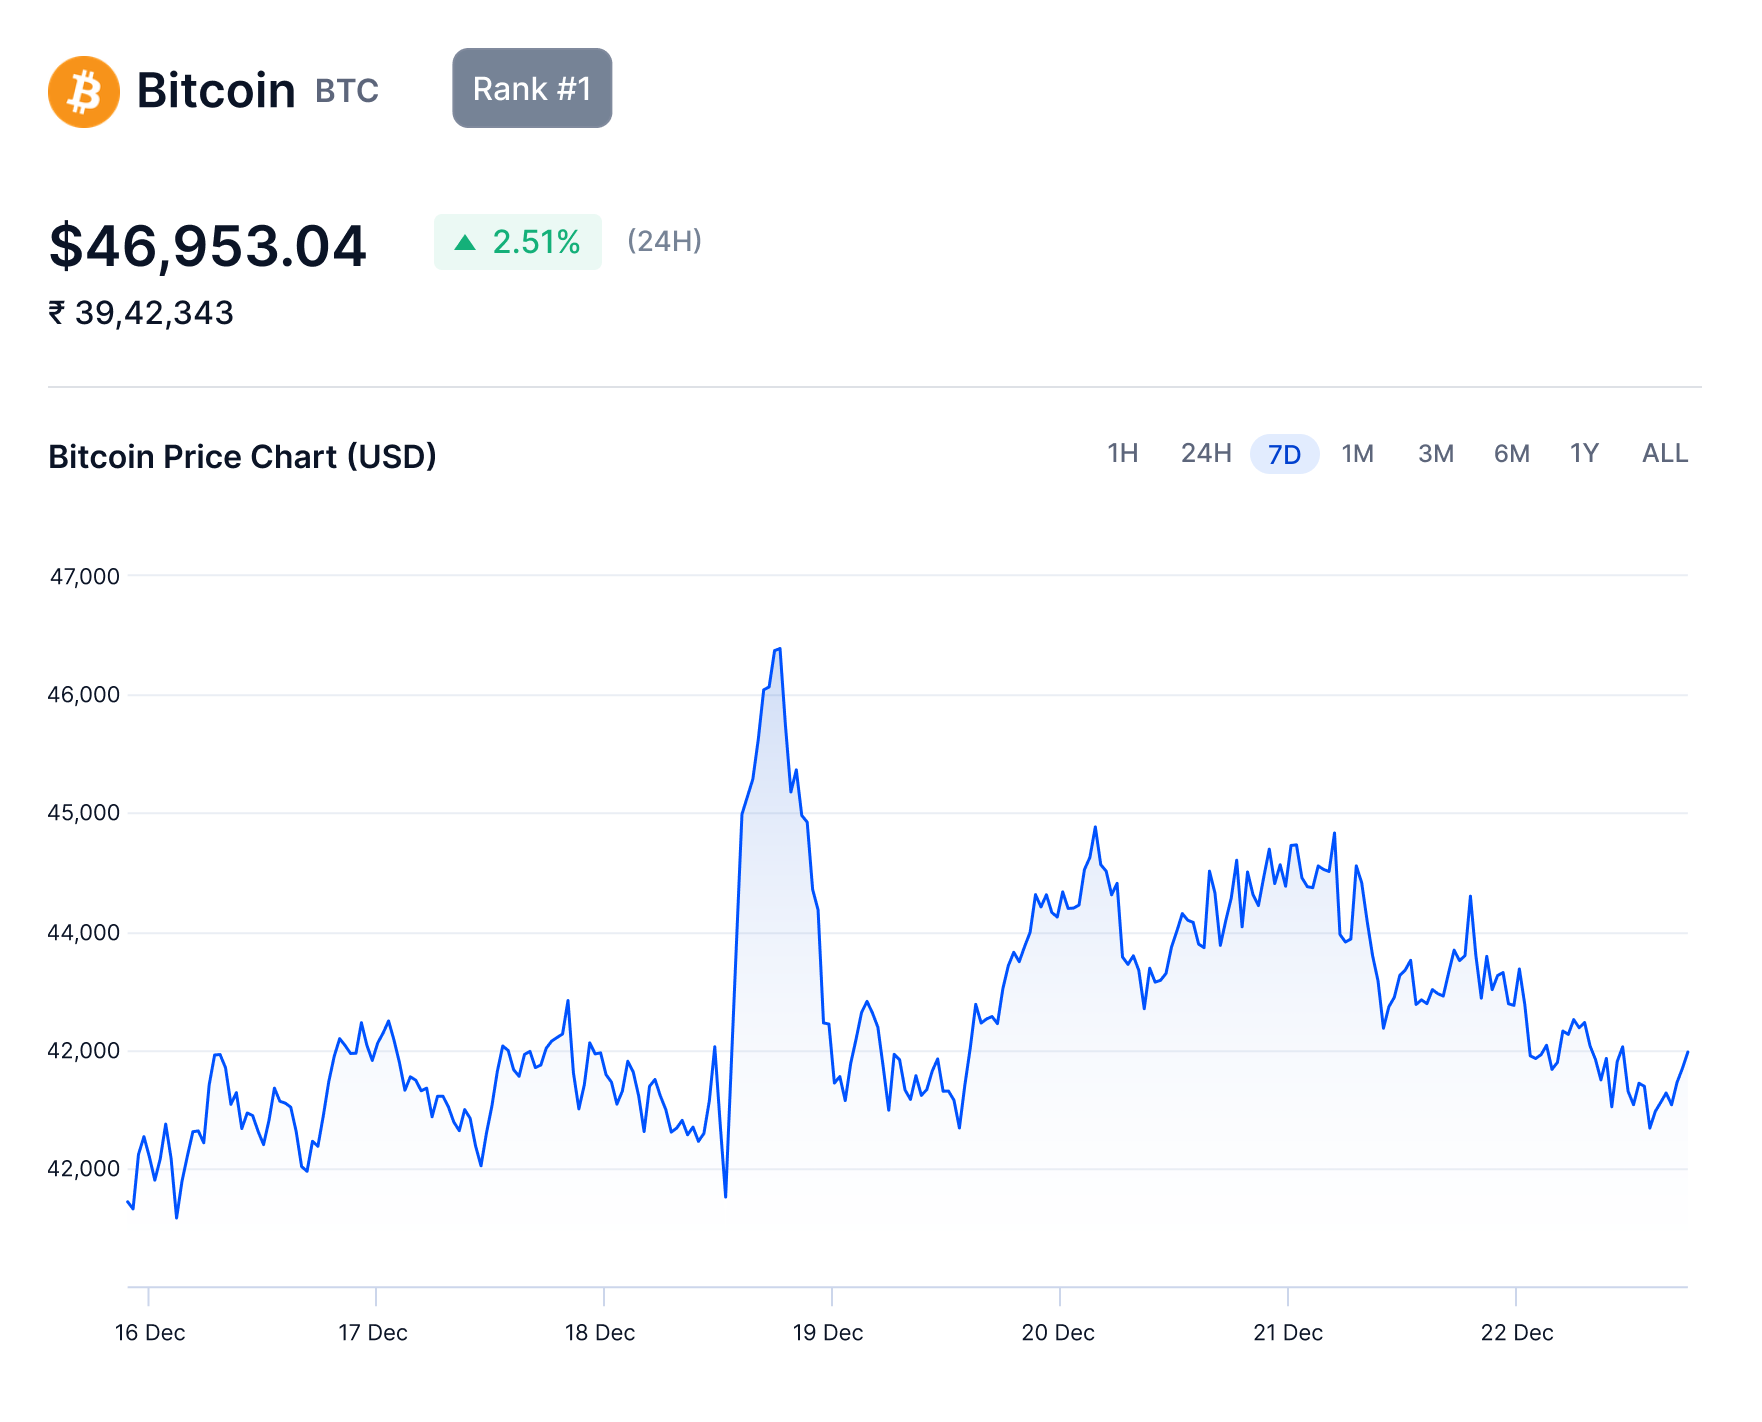 Bitcoin BTC Rank #1
$46,953.04 2.51% (24H)
₹ 39,42,343
Bitcoin Price Chart (USD) 1H 24H 7D 1M 3M 6M 1Y ALL
47,000
46,000
45,000
44,000
42,000
42,000
16 Dec 17 Dec 18 Dec 19 Dec 20 Dec 21 Dec 22 Dec